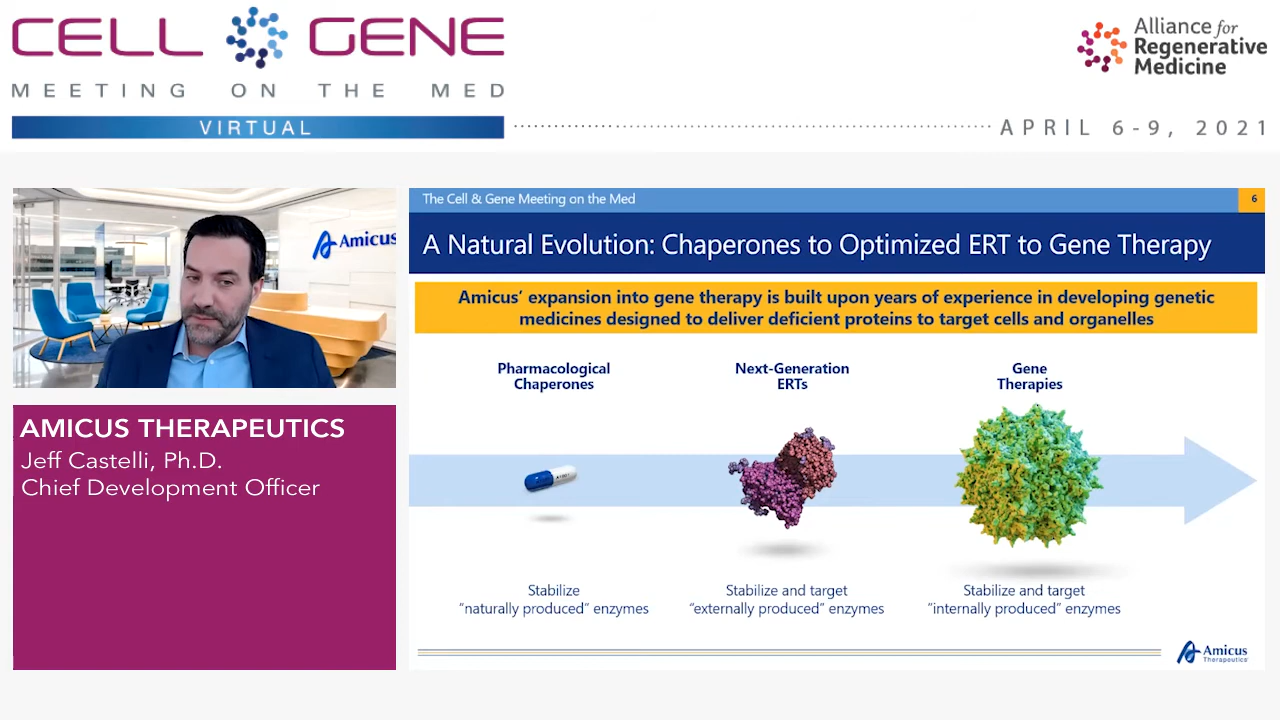 CELL GENE
MEETING ON THE MED
VIRTUAL
Alliance for
Regenerative
Medicine
APRIL 6-9, 2021
Amicus
AMICUS THERAPEUTICS
Jeff Castelli, Ph.D.
Chief Development Officer
The Cell & Gene Meeting on the Med
6
A Natural Evolution: Chaperones to Optimized ERT to Gene Therapy
Amicus’ expansion into gene therapy is built upon years of experience in developing genetic
medicines designed to deliver deficient proteins to target cells and organelles
Pharmacological
Chaperones
Next-Generation
ERTs
Gene
Therapies
Stabilize
“naturally produced” enzymes
Stabilize and target
“externally produced” enzymes
Stabilize and target
“internally produced” enzymes
Amicus
Therapeutics